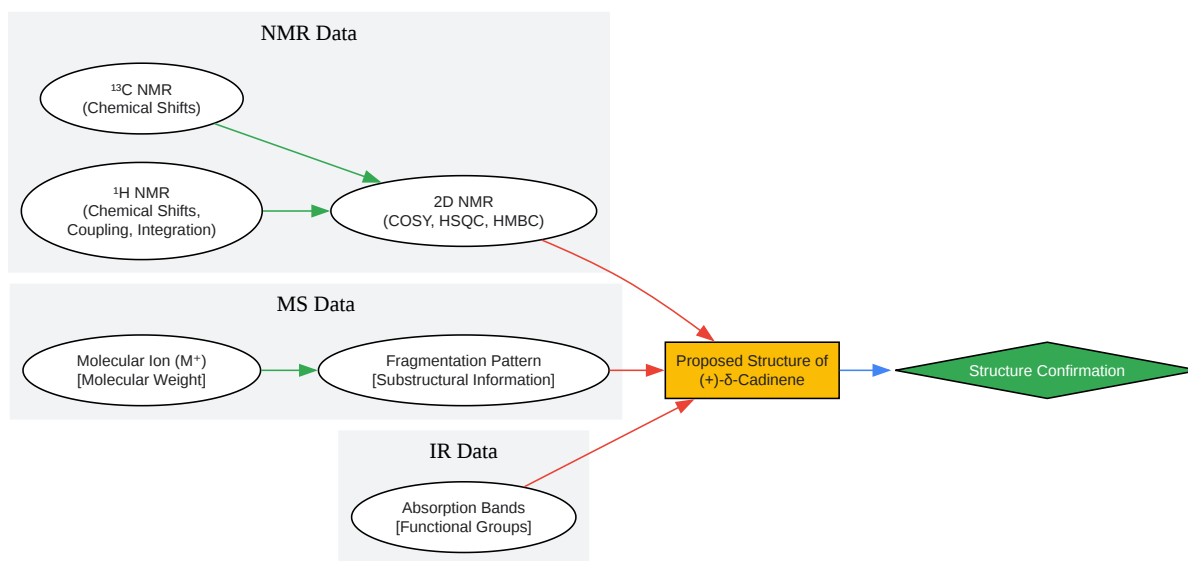 NMR Data
¹³C NMR
(Chemical Shifts)
¹H NMR
(Chemical Shifts,
Coupling, Integration)
2D NMR
(COSY, HSQC, HMBC)
MS Data
Molecular Ion (M⁺)
[Molecular Weight]
Fragmentation Pattern
[Substructural Information]
Proposed Structure of
(+)-δ-Cadinene
Structure Confirmation
IR Data
Absorption Bands
[Functional Groups]